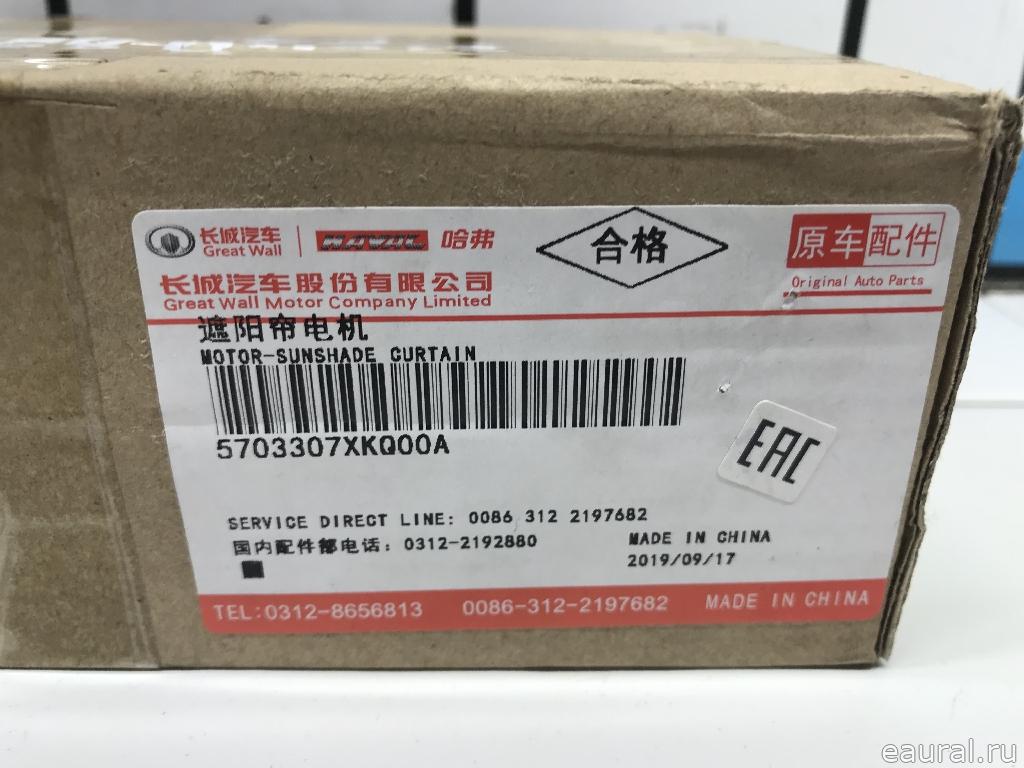 长城汽车 HAVAL 哈弗
Great Wall
合格
原车配件
Original Auto Parts
长城汽车股份有限公司
Great Wall Motor Company Limited
遮阳帘电机
MOTOR-SUNSHADE CURTAIN
5703307XKQ00A
EAC
SERVICE DIRECT LINE: 0086 312 2197682
国内配件部电话: 0312-2192880
MADE IN CHINA
2019/09/17
TEL:0312-8656813 0086-312-2197682 MADE IN CHINA
eaural.ru